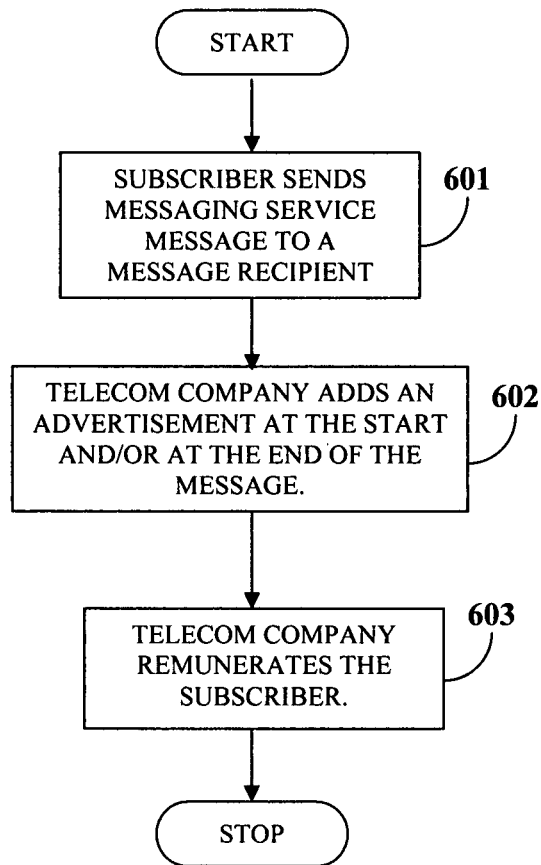 START
SUBSCRIBER SENDS
MESSAGING SERVICE
MESSAGE TO A
MESSAGE RECIPIENT
601
TELECOM COMPANY ADDS AN
ADVERTISEMENT AT THE START
AND/OR AT THE END OF THE
MESSAGE.
602
TELECOM COMPANY
REMUNERATES THE
SUBSCRIBER.
603
STOP